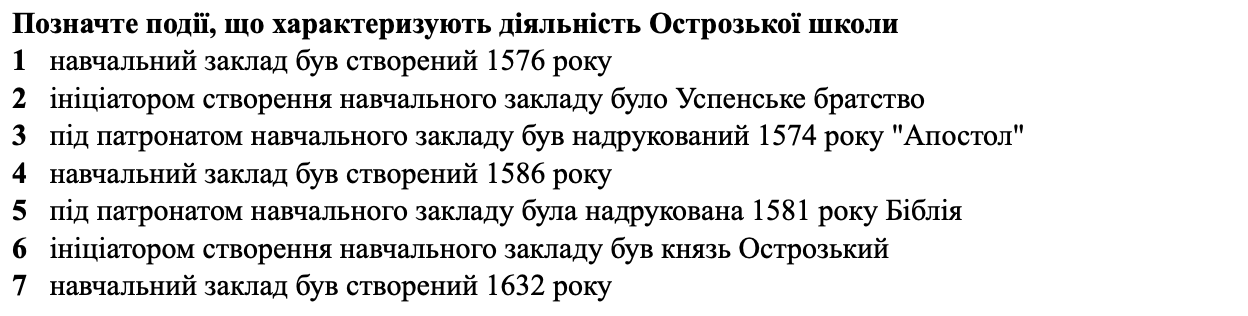 Позначте події, що характеризують діяльність Острозької школи
1 навчальний заклад був створений 1576 року
2 ініціатором створення навчального закладу було Успенське братство
3 під патронатом навчального закладу був надрукований 1574 року "Апостол"
4 навчальний заклад був створений 1586 року
5 під патронатом навчального закладу була надрукована 1581 року Біблія
6 ініціатором створення навчального закладу був князь Острозький
7 навчальний заклад був створений 1632 року